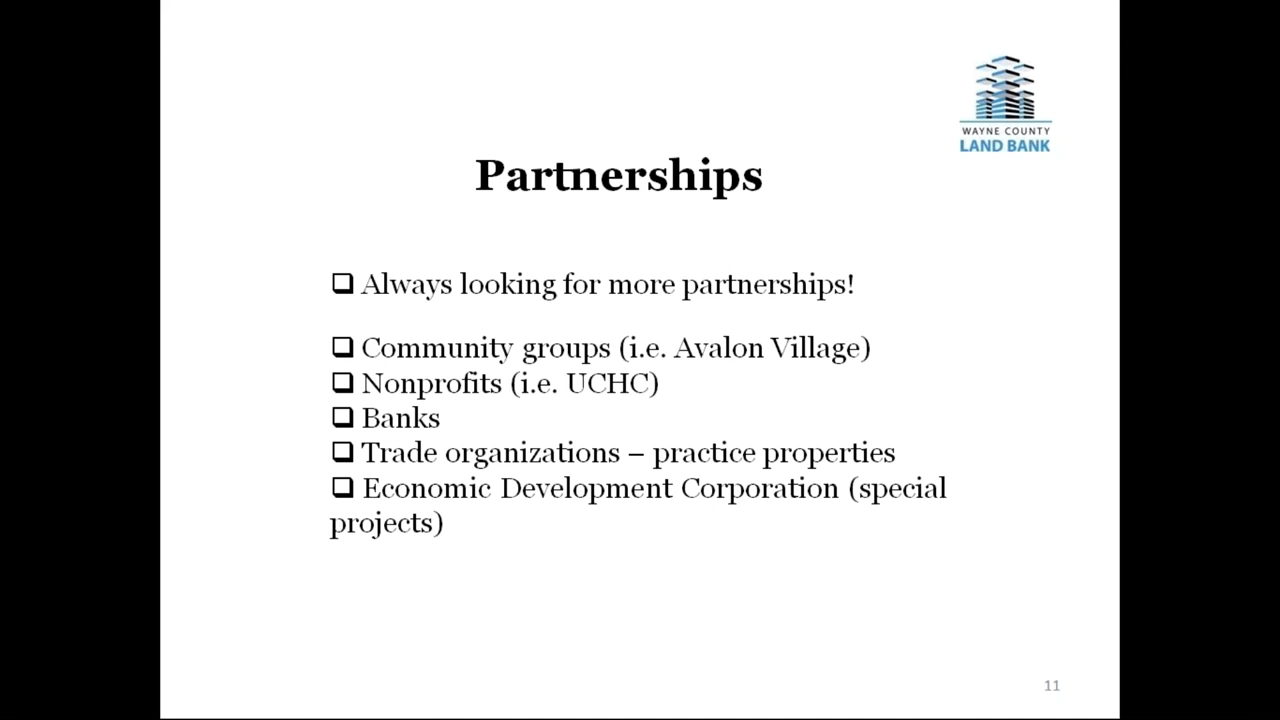 WAYNE COUNTY
LAND BANK
Partnerships
❑ Always looking for more partnerships!
❑ Community groups (i.e. Avalon Village)
❑ Nonprofits (i.e. UCHC)
❑ Banks
❑ Trade organizations – practice properties
❑ Economic Development Corporation (special
projects)
11